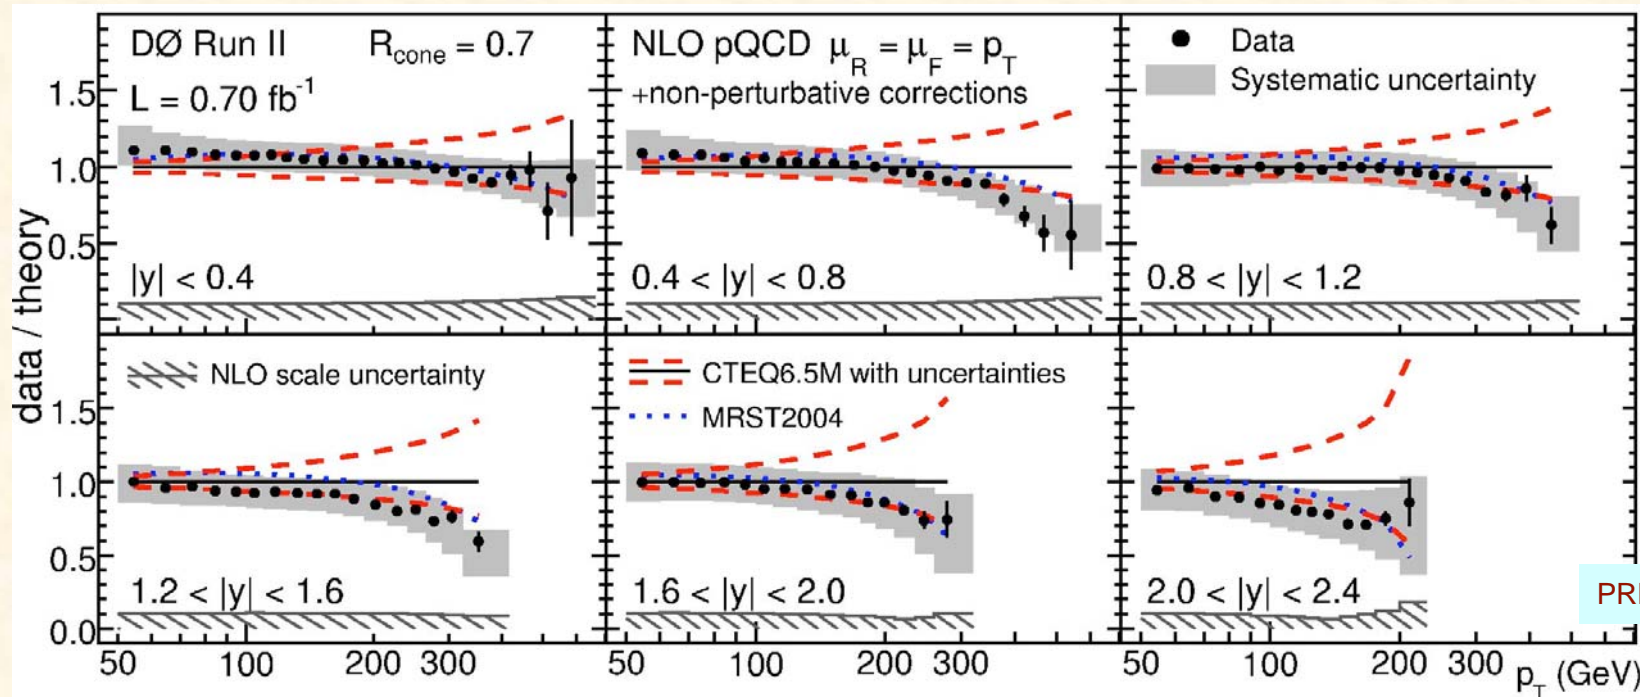 DØ Run II R_cone = 0.7
L = 0.70 fb⁻¹
NLO pQCD μ_R = μ_F = p_T
+non-perturbative corrections
Data
Systematic uncertainty
1.5
1.0
0.5
|y| < 0.4
0.4 < |y| < 0.8
0.8 < |y| < 1.2
data / theory
NLO scale uncertainty
CTEQ6.5M with uncertainties
MRST2004
1.5
1.0
0.5
0.0
1.2 < |y| < 1.6
1.6 < |y| < 2.0
2.0 < |y| < 2.4
50 100 200 300
50 100 200 300
50 100 200 300
p_T (GeV)